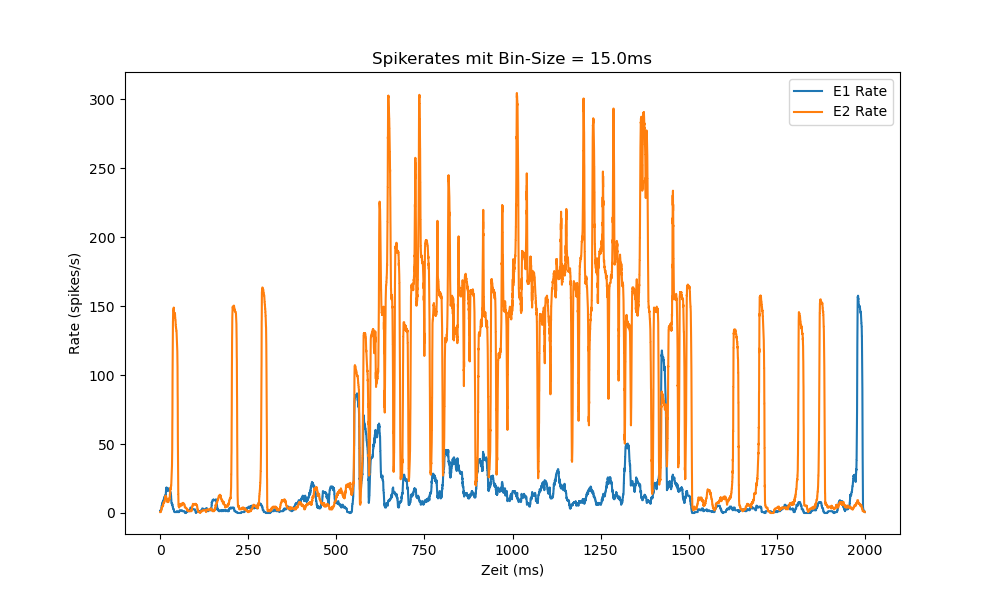 Spikerates mit Bin-Size = 15.0ms
E1 Rate
E2 Rate
Rate (spikes/s)
300
250
200
150
100
50
0
0 250 500 750 1000 1250 1500 1750 2000
Zeit (ms)